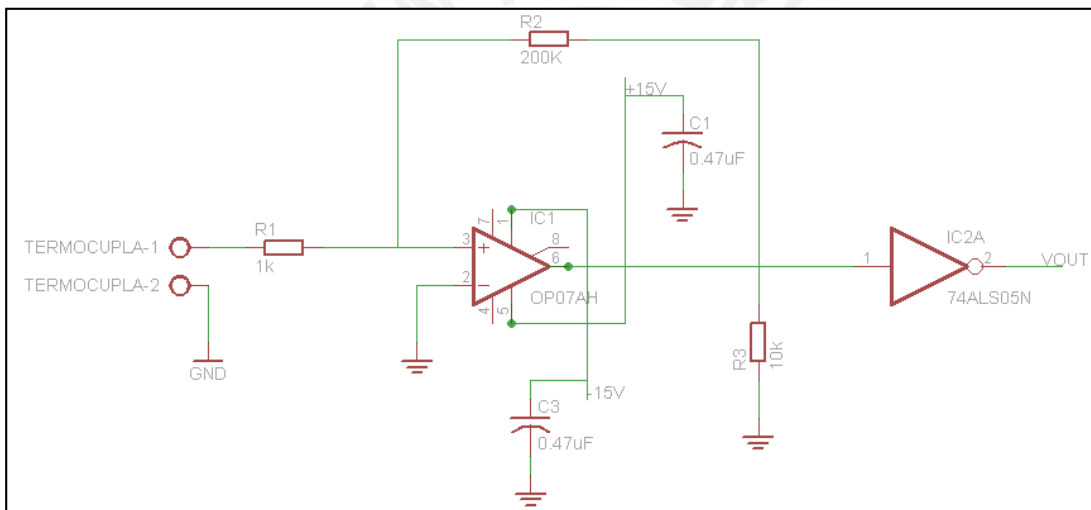 R2
200K
+15V
C1
0.47uF
IC1
7
1
R1
1k
TERMOCUPLA-1
3
+
8
6
TERMOCUPLA-2
2
-
OP07AH
4
5
GND
1
IC2A
2
VOUT
74ALS05N
R3
10k
-15V
C3
0.47uF